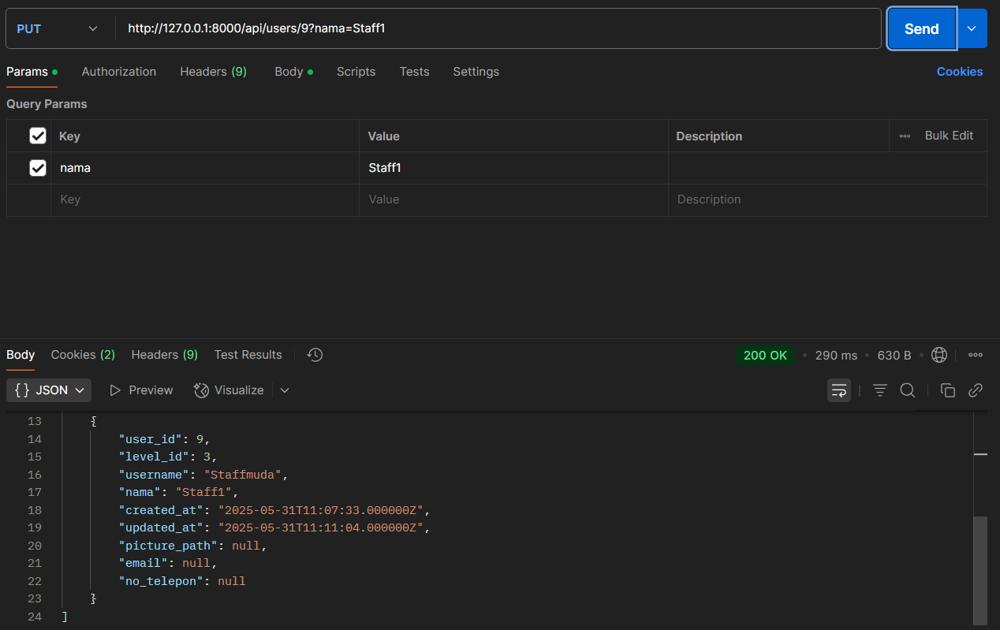 PUT http://127.0.0.1:8000/api/users/9?nama=Staff1 Send
Params Authorization Headers (9) Body Scripts Tests Settings Cookies
Query Params
Key Value Description Bulk Edit
nama Staff1
Key Value Description
Body Cookies (2) Headers (9) Test Results 200 OK 290 ms 630 B
{} JSON Preview Visualize
13 {
14 "user_id": 9,
15 "level_id": 3,
16 "username": "Staffmuda",
17 "nama": "Staff1",
18 "created_at": "2025-05-31T11:07:33.000000Z",
19 "updated_at": "2025-05-31T11:11:04.000000Z",
20 "picture_path": null,
21 "email": null,
22 "no_telepon": null
23 }
24 ]